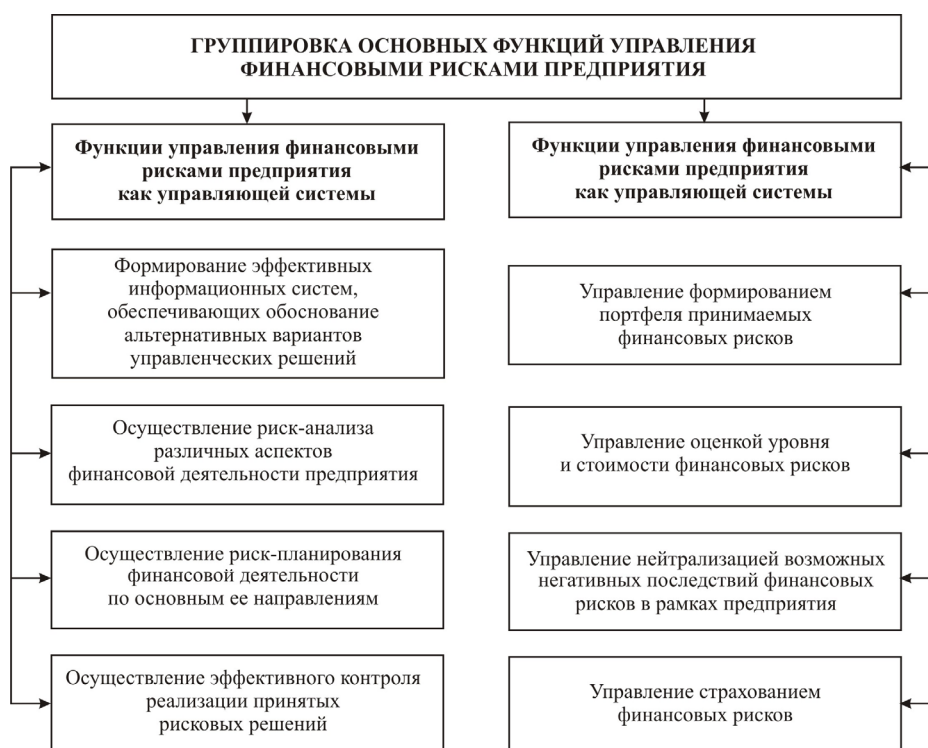 ГРУППИРОВКА ОСНОВНЫХ ФУНКЦИЙ УПРАВЛЕНИЯ
ФИНАНСОВЫМИ РИСКАМИ ПРЕДПРИЯТИЯ
Функции управления финансовыми
рисками предприятия
как управляющей системы
Формирование эффективных
информационных систем,
обеспечивающих обоснование
альтернативных вариантов
управленческих решений
Осуществление риск-анализа
различных аспектов
финансовой деятельности предприятия
Осуществление риск-планирования
финансовой деятельности
по основным ее направлениям
Осуществление эффективного контроля
реализации принятых
рисковых решений
Функции управления финансовыми
рисками предприятия
как управляющей системы
Управление формированием
портфеля принимаемых
финансовых рисков
Управление оценкой уровня
и стоимости финансовых рисков
Управление нейтрализацией возможных
негативных последствий финансовых
рисков в рамках предприятия
Управление страхованием
финансовых рисков